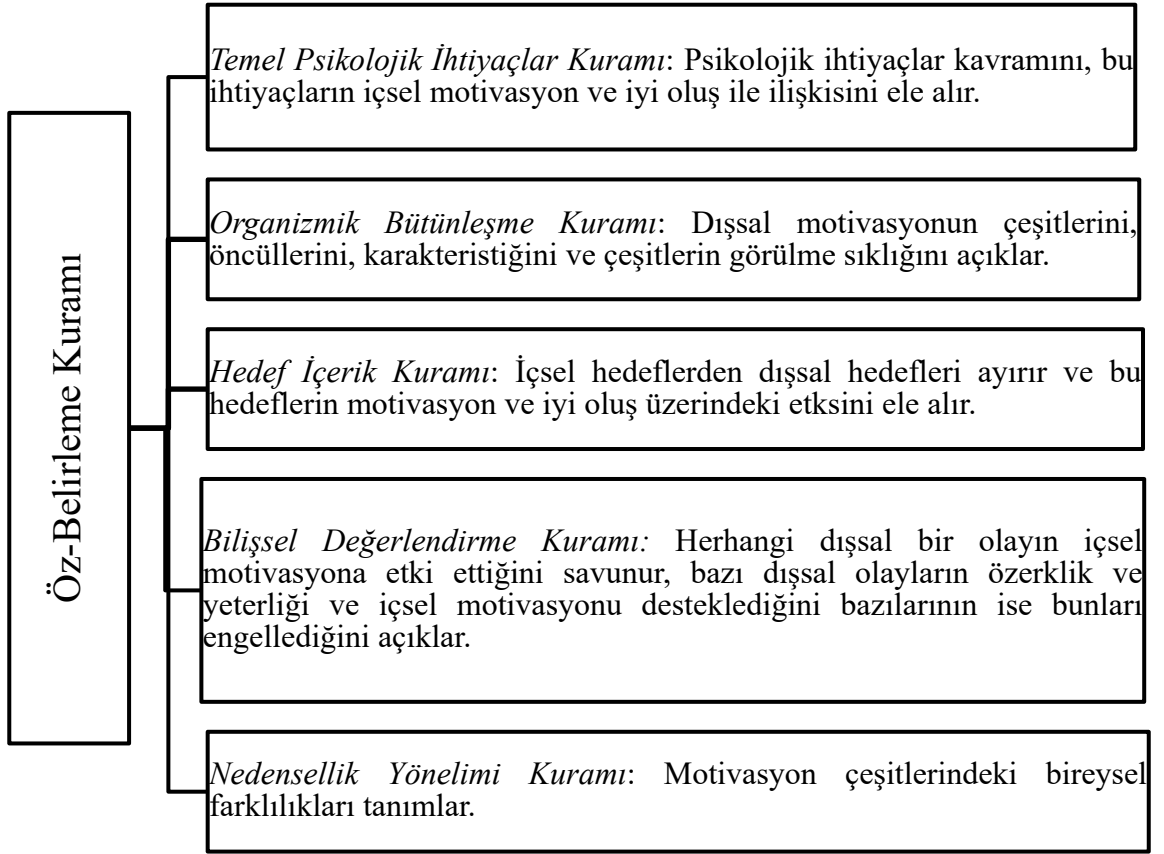 Öz-Belirleme Kuramı
Temel Psikolojik İhtiyaçlar Kuramı: Psikolojik ihtiyaçlar kavramını, bu
ihtiyaçların içsel motivasyon ve iyi oluş ile ilişkisini ele alır.
Organizmik Bütünleşme Kuramı: Dışsal motivasyonun çeşitlerini,
öncüllerini, karakteristiğini ve çeşitlerin görülme sıklığını açıklar.
Hedef İçerik Kuramı: İçsel hedeflerden dışsal hedefleri ayırır ve bu
hedeflerin motivasyon ve iyi oluş üzerindeki etksini ele alır.
Bilişsel Değerlendirme Kuramı: Herhangi dışsal bir olayın içsel
motivasyona etki ettiğini savunur, bazı dışsal olayların özerklik ve
yeterliği ve içsel motivasyonu desteklediğini bazılarının ise bunları
engellediğini açıklar.
Nedensellik Yönelimi Kuramı: Motivasyon çeşitlerindeki bireysel
farklılıkları tanımlar.